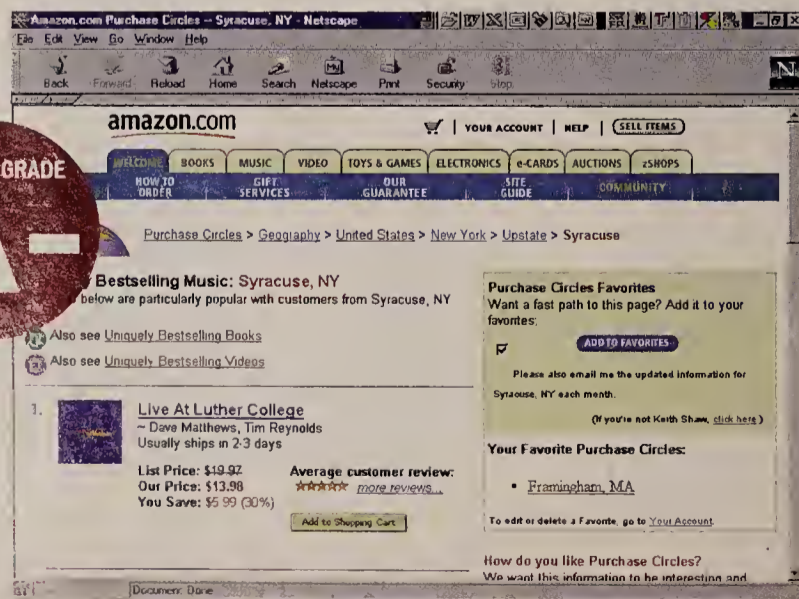 Amazon.com Purchase Circles -- Syracuse, NY - Netscape
File Edit View Go Window Help
Back Forward Reload Home Search Netscape Print Security Stop
N
amazon.com
YOUR ACCOUNT | HELP | SELL ITEMS
WELCOME BOOKS MUSIC VIDEO TOYS & GAMES ELECTRONICS e-CARDS AUCTIONS zSHOPS
HOW TO ORDER GIFT SERVICES OUR GUARANTEE SITE GUIDE COMMUNITY
GRADE
Purchase Circles > Geography > United States > New York > Upstate > Syracuse
Bestselling Music: Syracuse, NY
below are particularly popular with customers from Syracuse, NY
Also see Uniquely Bestselling Books
Also see Uniquely Bestselling Videos
1.
Live At Luther College
~ Dave Matthews, Tim Reynolds
Usually ships in 2-3 days
List Price: $19.97
Our Price: $13.98
You Save: $5.99 (30%)
Average customer review:
more reviews...
Add to Shopping Cart
Purchase Circles Favorites
Want a fast path to this page? Add it to your
favorites:
ADD TO FAVORITES
Please also email me the updated information for
Syracuse, NY each month.
(If you're not Keith Shaw, click here)
Your Favorite Purchase Circles:
• Framingham, MA
To edit or delete a Favorite, go to Your Account.
How do you like Purchase Circles?
We want this information to be interesting and
Document: Done